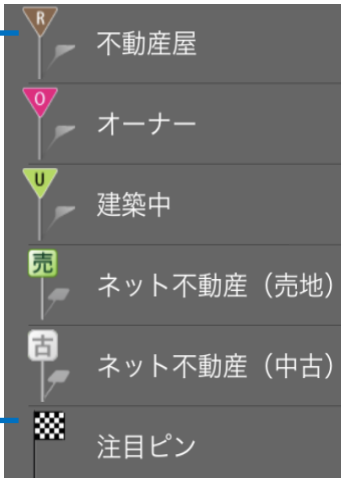 R 不動産屋
O オーナー
U 建築中
売 ネット不動産（売地）
古 ネット不動産（中古）
注目ピン